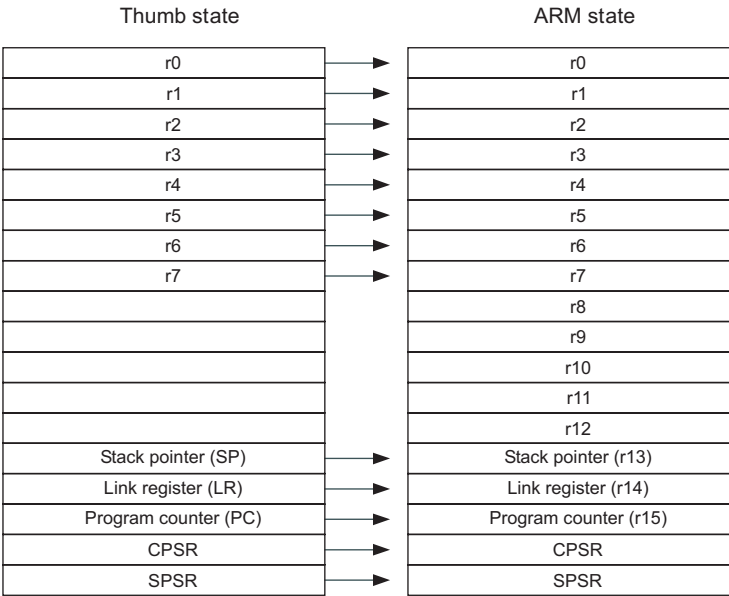 Thumb state
ARM state
r0
r0
r1
r1
r2
r2
r3
r3
r4
r4
r5
r5
r6
r6
r7
r7
r8
r9
r10
r11
r12
Stack pointer (SP)
Stack pointer (r13)
Link register (LR)
Link register (r14)
Program counter (PC)
Program counter (r15)
CPSR
CPSR
SPSR
SPSR